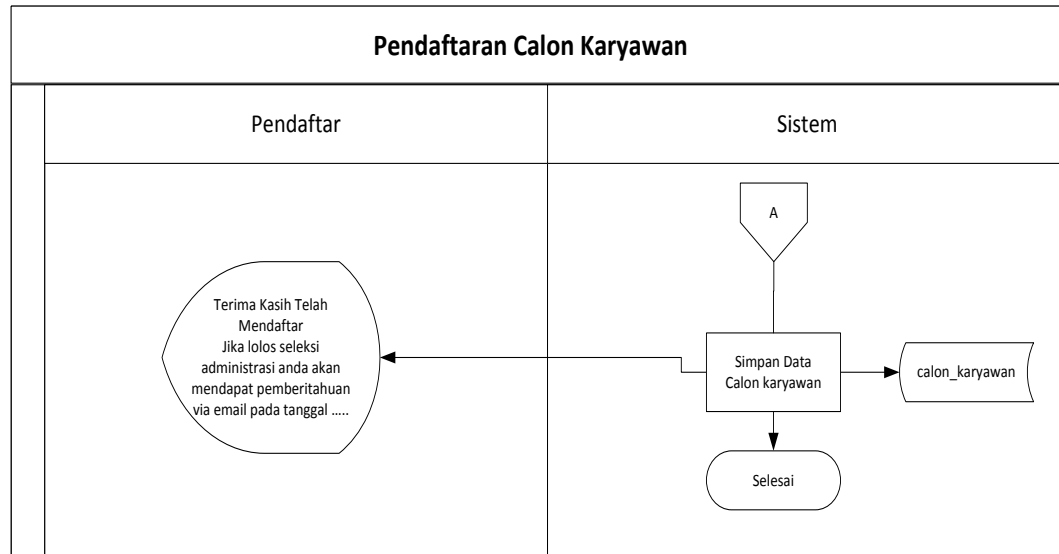 Pendaftaran Calon Karyawan
Pendaftar
Sistem
A
Terima Kasih Telah
Mendaftar
Jika lolos seleksi
administrasi anda akan
mendapat pemberitahuan
via email pada tanggal .....
Simpan Data
Calon karyawan
calon_karyawan
Selesai